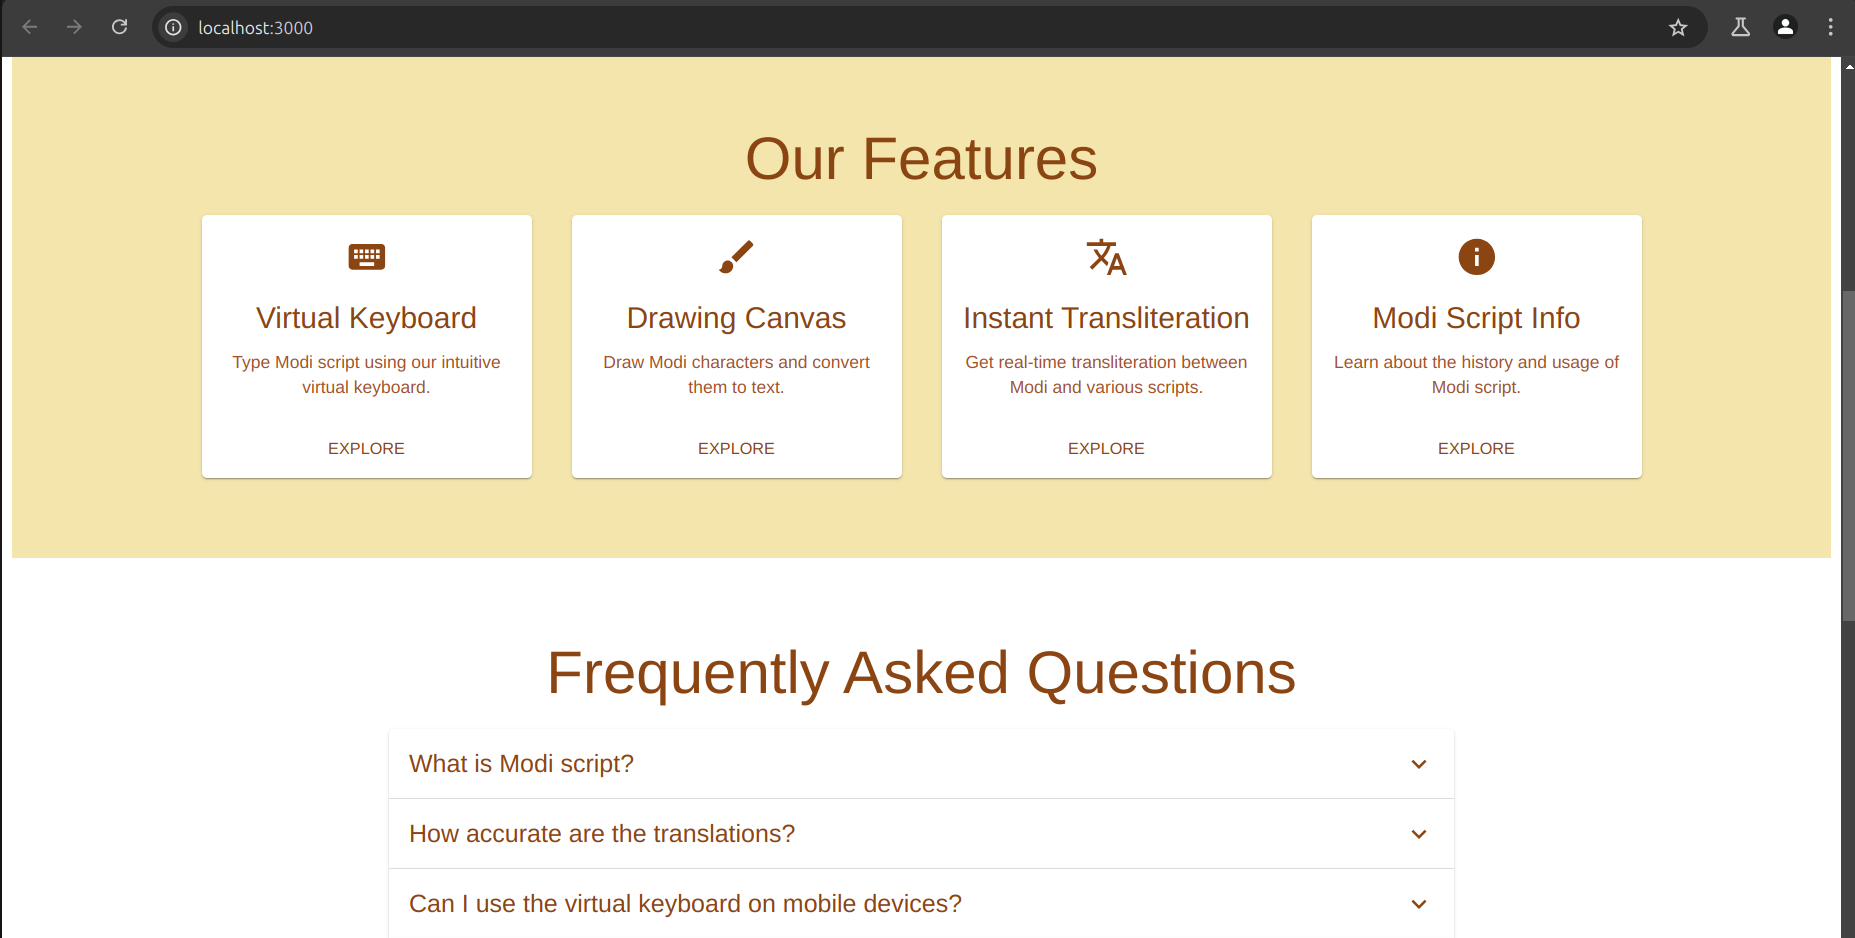 localhost:3000
Our Features
Virtual Keyboard
Type Modi script using our intuitive
virtual keyboard.
EXPLORE
Drawing Canvas
Draw Modi characters and convert
them to text.
EXPLORE
Instant Transliteration
Get real-time transliteration between
Modi and various scripts.
EXPLORE
Modi Script Info
Learn about the history and usage of
Modi script.
EXPLORE
Frequently Asked Questions
What is Modi script?
How accurate are the translations?
Can I use the virtual keyboard on mobile devices?